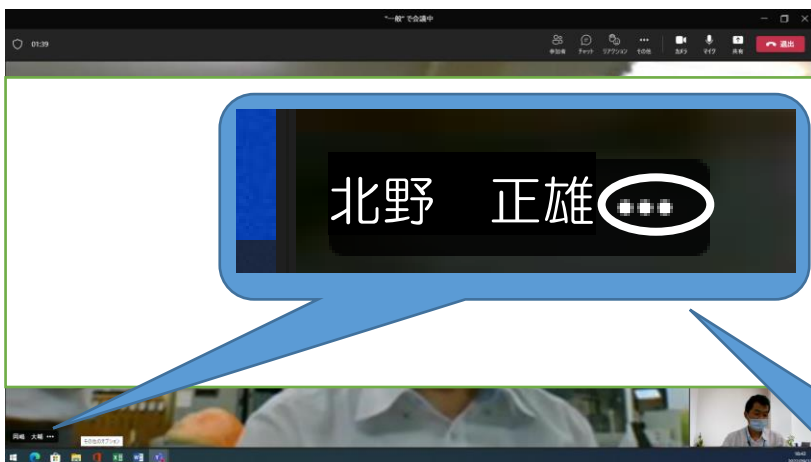 "一般" で会議中
01:39
参加者 チャット リアクション その他 カメラ マイク 共有 退出
北野　正雄
岡崎 大輔
その他のオプション